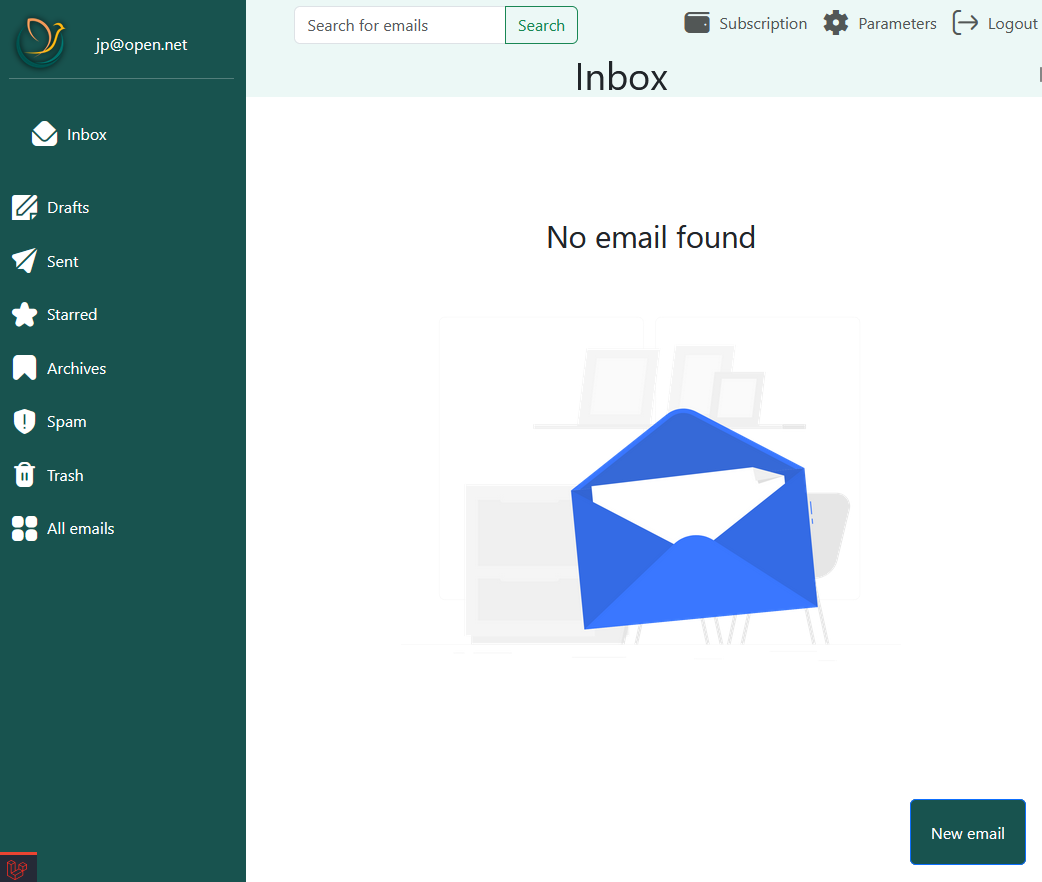 jp@open.net
Search for emails
Search
Subscription
Parameters
Logout
Inbox
Inbox
Drafts
Sent
Starred
Archives
Spam
Trash
All emails
No email found
New email